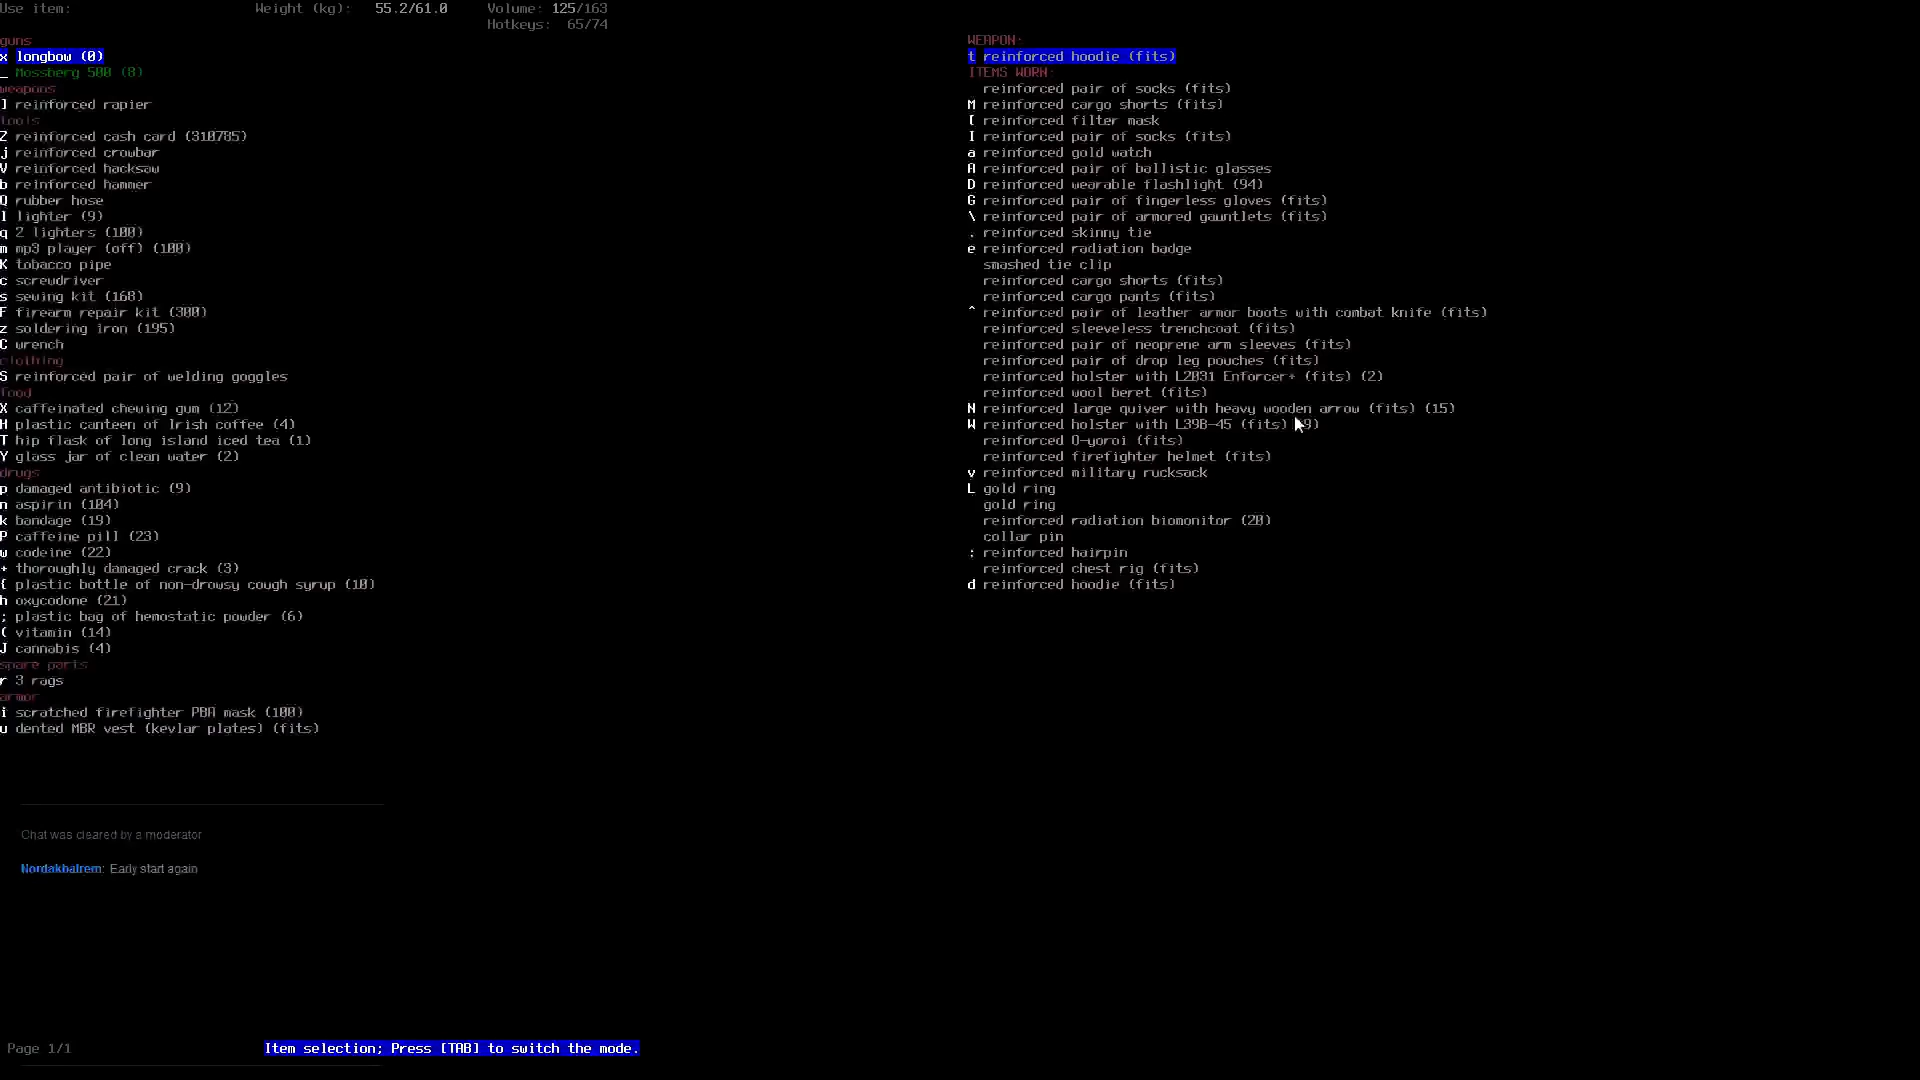 Use item: Weight (kg): 55.2/61.0 Volume: 125/163
Hotkeys: 65/74
guns
x longbow (0)
_ Mossberg 500 (8)
weapons
] reinforced rapier
tools
Z reinforced cash card (310785)
j reinforced crowbar
V reinforced hacksaw
b reinforced hammer
Q rubber hose
l lighter (9)
q 2 lighters (100)
m mp3 player (off) (100)
K tobacco pipe
c screwdriver
s sewing kit (168)
F firearm repair kit (300)
z soldering iron (195)
C wrench
clothing
S reinforced pair of welding goggles
food
X caffeinated chewing gum (12)
H plastic canteen of Irish coffee (4)
T hip flask of long island iced tea (1)
Y glass jar of clean water (2)
drugs
p damaged antibiotic (9)
n aspirin (104)
k bandage (19)
P caffeine pill (23)
w codeine (22)
+ thoroughly damaged crack (3)
{ plastic bottle of non-drowsy cough syrup (10)
h oxycodone (21)
; plastic bag of hemostatic powder (6)
( vitamin (14)
J cannabis (4)
spare parts
r 3 rags
armor
i scratched firefighter PBA mask (100)
u dented MBR vest (kevlar plates) (fits)
WEAPON:
t reinforced hoodie (fits)
ITEMS WORN:
reinforced pair of socks (fits)
M reinforced cargo shorts (fits)
[ reinforced filter mask
I reinforced pair of socks (fits)
a reinforced gold watch
A reinforced pair of ballistic glasses
D reinforced wearable flashlight (94)
G reinforced pair of fingerless gloves (fits)
\ reinforced pair of armored gauntlets (fits)
. reinforced skinny tie
e reinforced radiation badge
smashed tie clip
reinforced cargo shorts (fits)
reinforced cargo pants (fits)
^ reinforced pair of leather armor boots with combat knife (fits)
reinforced sleeveless trenchcoat (fits)
reinforced pair of neoprene arm sleeves (fits)
reinforced pair of drop leg pouches (fits)
reinforced holster with L2031 Enforcer+ (fits) (2)
reinforced wool beret (fits)
N reinforced large quiver with heavy wooden arrow (fits) (15)
W reinforced holster with L39B-45 (fits) 9)
reinforced O-yoroi (fits)
reinforced firefighter helmet (fits)
v reinforced military rucksack
L gold ring
gold ring
reinforced radiation biomonitor (20)
collar pin
: reinforced hairpin
reinforced chest rig (fits)
d reinforced hoodie (fits)
Chat was cleared by a moderator
Nordakbalrem: Early start again
Page 1/1 Item selection; Press [TAB] to switch the mode.